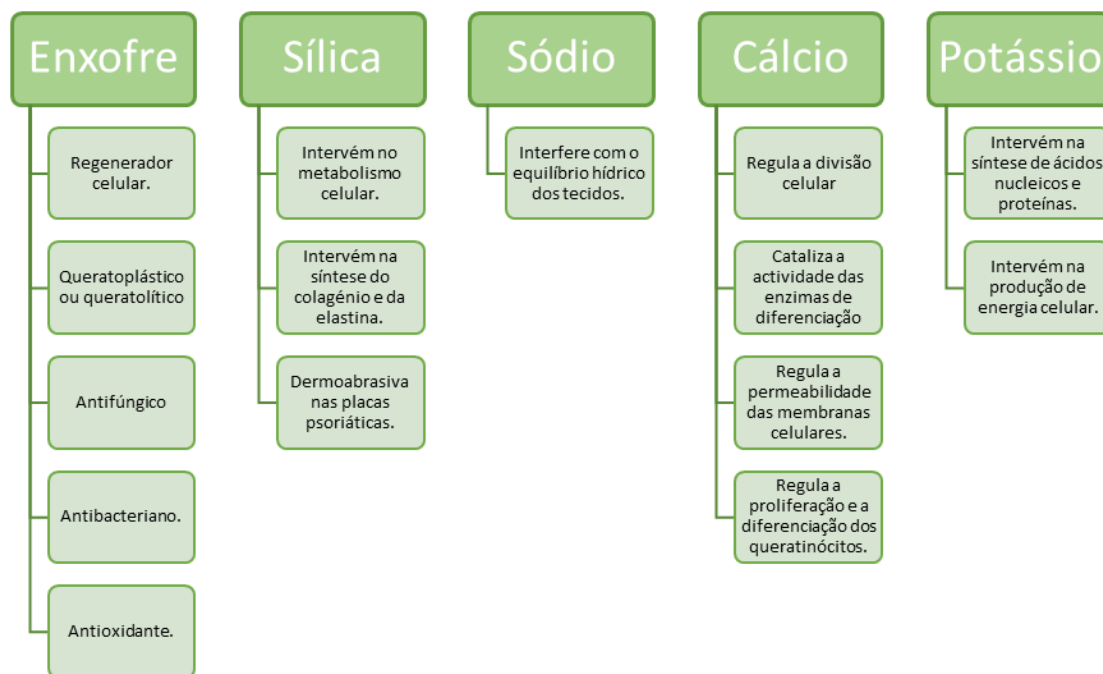 Enxofre
Regenerador
celular.
Queratoplástico
ou queratolítico
Antifúngico
Antibacteriano.
Antioxidante.
Sílica
Intervém no
metabolismo
celular.
Intervém na
síntese do
colagénio e da
elastina.
Dermoabrasiva
nas placas
psoriáticas.
Sódio
Interfere com o
equilíbrio hídrico
dos tecidos.
Cálcio
Regula a divisão
celular
Cataliza a
actividade das
enzimas de
diferenciação
Regula a
permeabilidade
das membranas
celulares.
Regula a
proliferação e a
diferenciação dos
queratinócitos.
Potássio
Intervém na
síntese de ácidos
nucleicos e
proteínas.
Intervém na
produção de
energia celular.